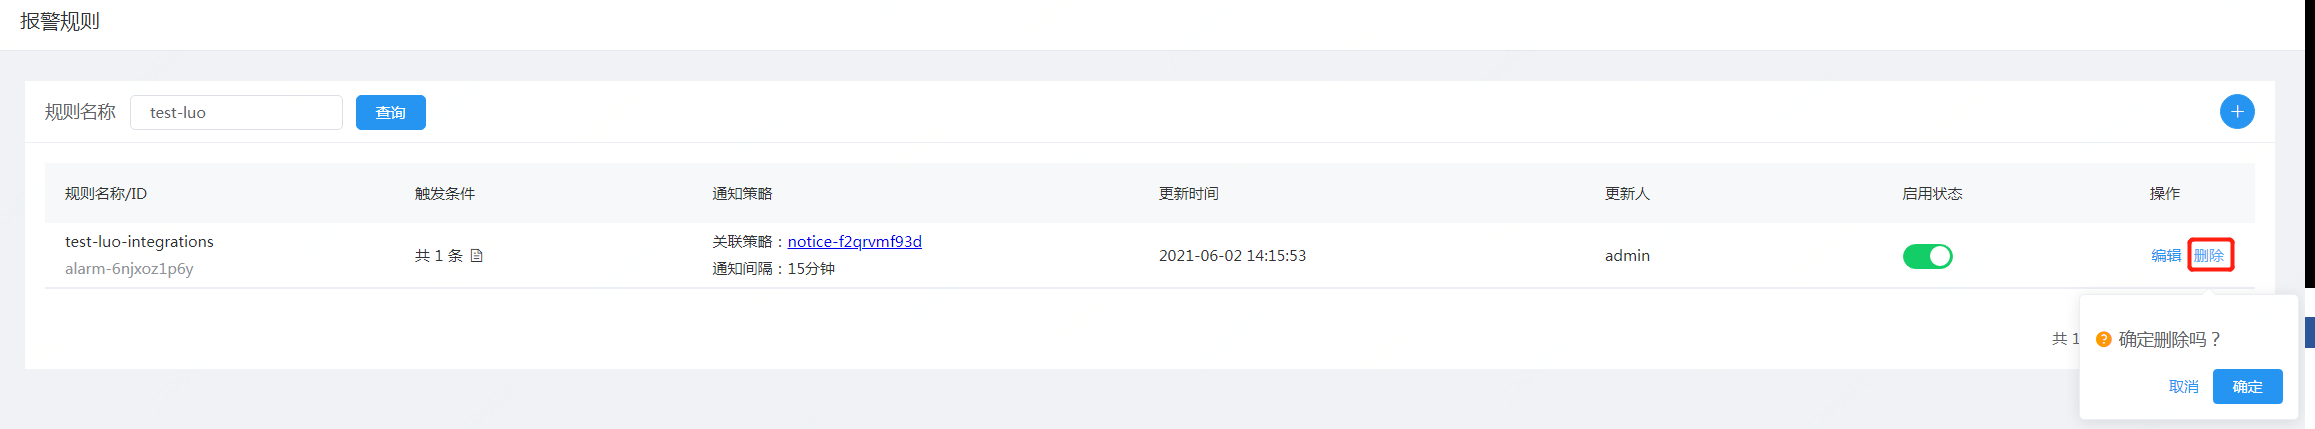 报警规则
规则名称 test-luo 查询
规则名称/ID 触发条件 通知策略 更新时间 更新人 启用状态 操作
test-luo-integrations
alarm-6njxoz1p6y
共 1 条
关联策略：notice-f2qrvmf93d
通知间隔：15分钟
2021-06-02 14:15:53
admin
编辑 删除
共 1
确定删除吗？
取消 确定